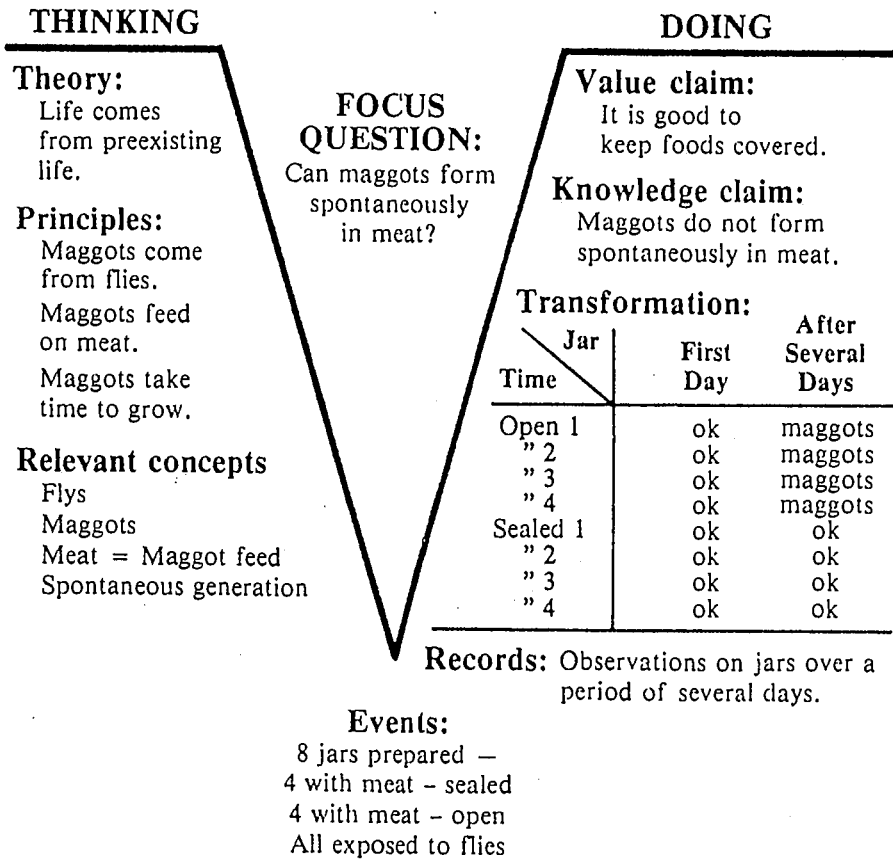 THINKING
Theory:
Life comes
from preexisting
life.
Principles:
Maggots come
from flies.
Maggots feed
on meat.
Maggots take
time to grow.
Relevant concepts
Flys
Maggots
Meat = Maggot feed
Spontaneous generation
FOCUS
QUESTION:
Can maggots form
spontaneously
in meat?
DOING
Value claim:
It is good to
keep foods covered.
Knowledge claim:
Maggots do not form
spontaneously in meat.
Transformation:
Jar
Time
First
Day
After
Several
Days
Open 1 ok maggots
” 2 ok maggots
” 3 ok maggots
” 4 ok maggots
Sealed 1 ok ok
” 2 ok ok
” 3 ok ok
” 4 ok ok
Records: Observations on jars over a
period of several days.
Events:
8 jars prepared —
4 with meat – sealed
4 with meat – open
All exposed to flies